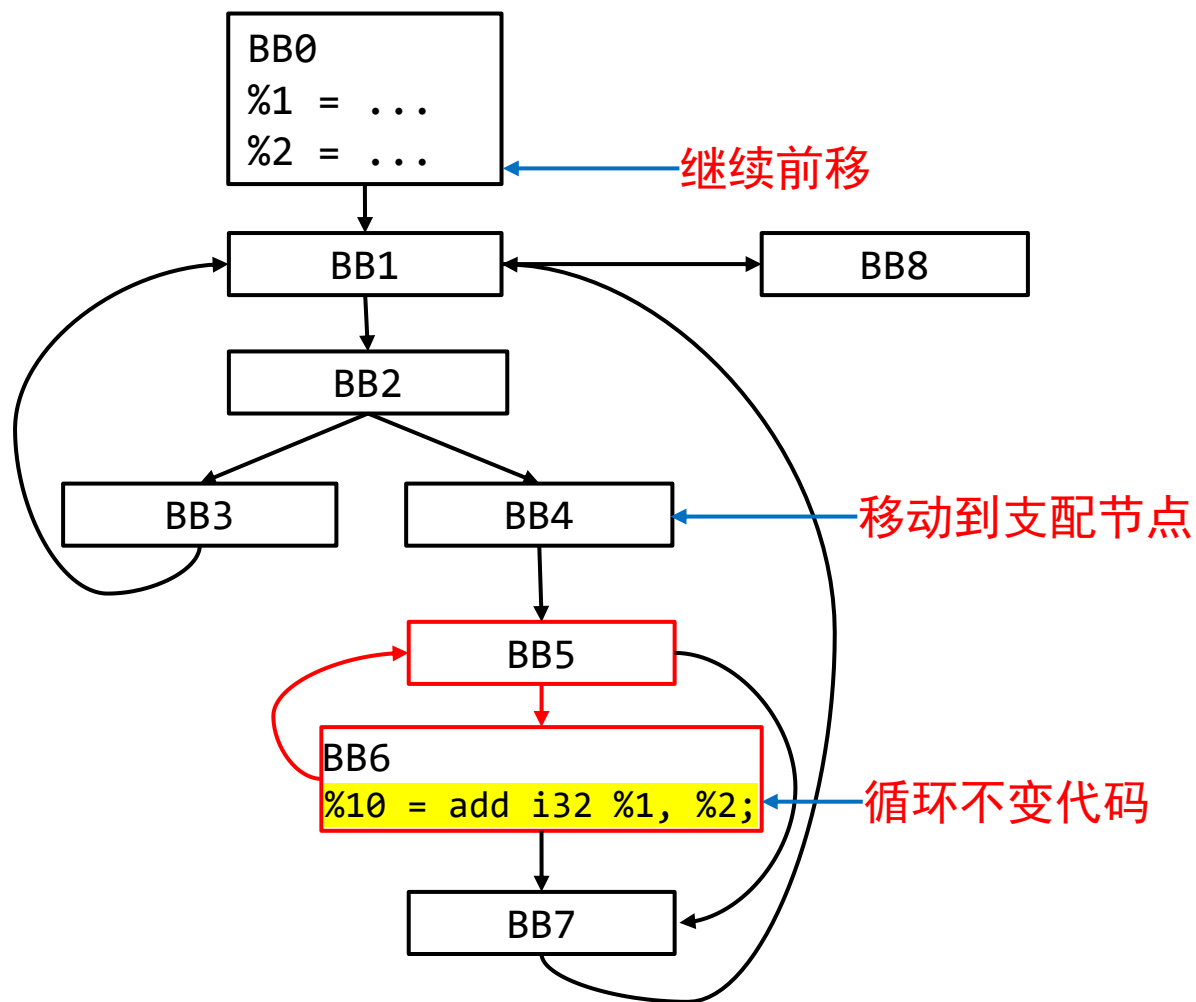 BB0
%1 = ...
%2 = ...
继续前移
BB1
BB8
BB2
BB3
BB4
移动到支配节点
BB5
BB6
%10 = add i32 %1, %2;
循环不变代码
BB7